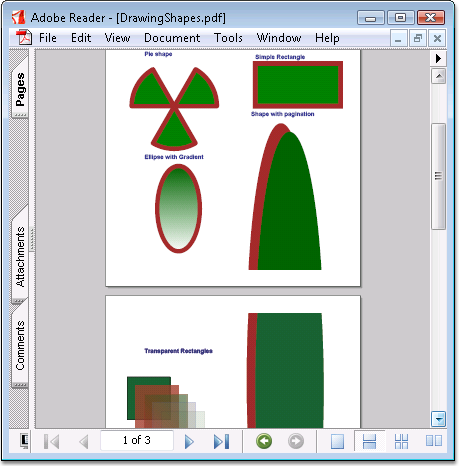 Adobe Reader - [DrawingShapes.pdf]
File Edit View Document Tools Window Help
Pages
Attachments
Comments
Pie shape
Simple Rectangle
Shape with pagination
Ellipse with Gradient
Transparent Rectangles
1 of 3